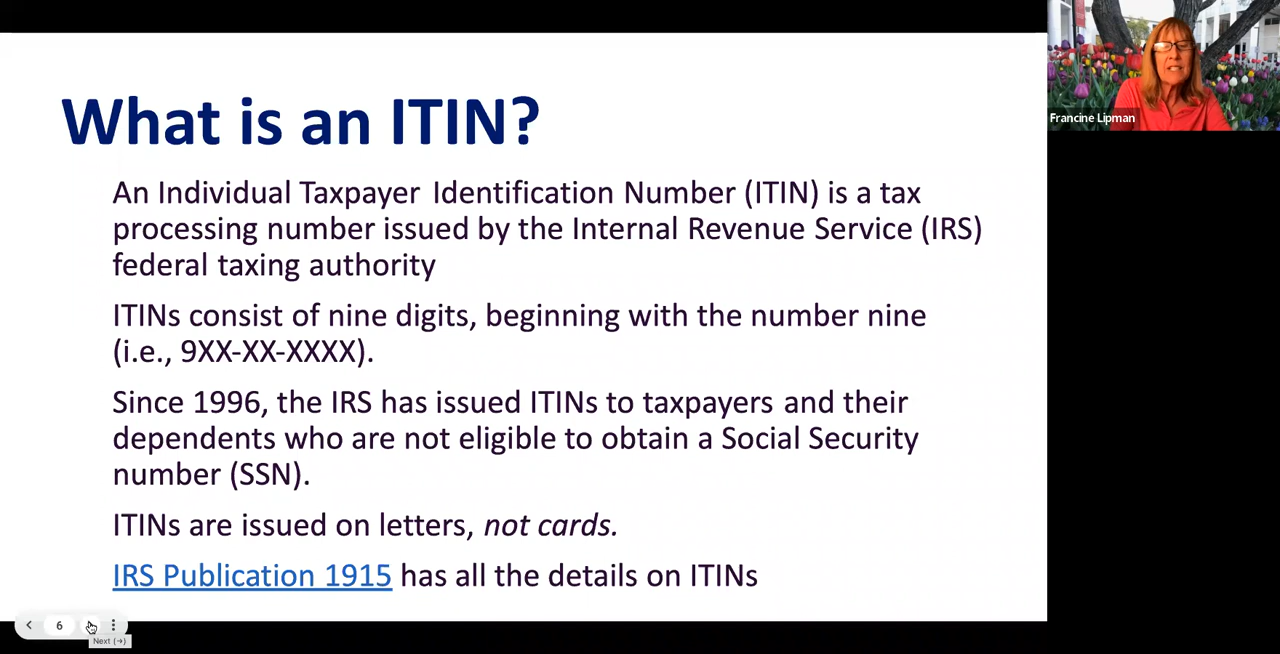 What is an ITIN?
An Individual Taxpayer Identification Number (ITIN) is a tax
processing number issued by the Internal Revenue Service (IRS)
federal taxing authority
ITINs consist of nine digits, beginning with the number nine
(i.e., 9XX-XX-XXXX).
Since 1996, the IRS has issued ITINs to taxpayers and their
dependents who are not eligible to obtain a Social Security
number (SSN).
ITINs are issued on letters, not cards.
IRS Publication 1915 has all the details on ITINs
6
Next (→)
Francine Lipman